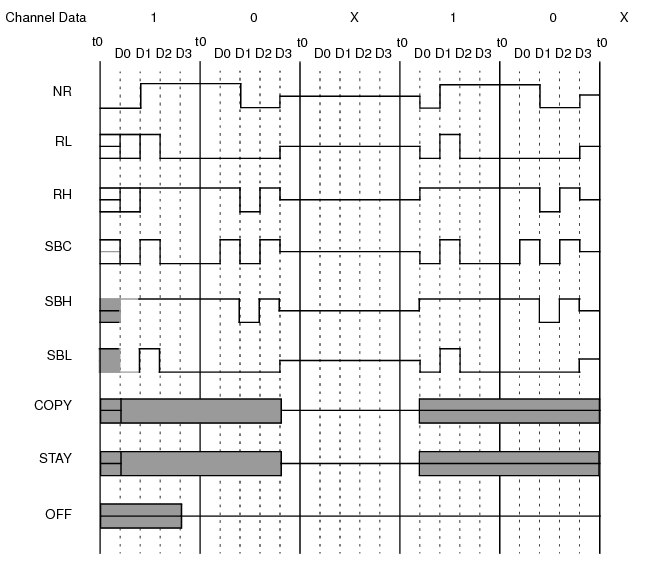 Channel Data 1 0 X 1 0 X
t0 t0 t0 t0 t0 t0
D0 D1 D2 D3 D0 D1 D2 D3 D0 D1 D2 D3 D0 D1 D2 D3 D0 D1 D2 D3
NR
RL
RH
SBC
SBH
SBL
COPY
STAY
OFF